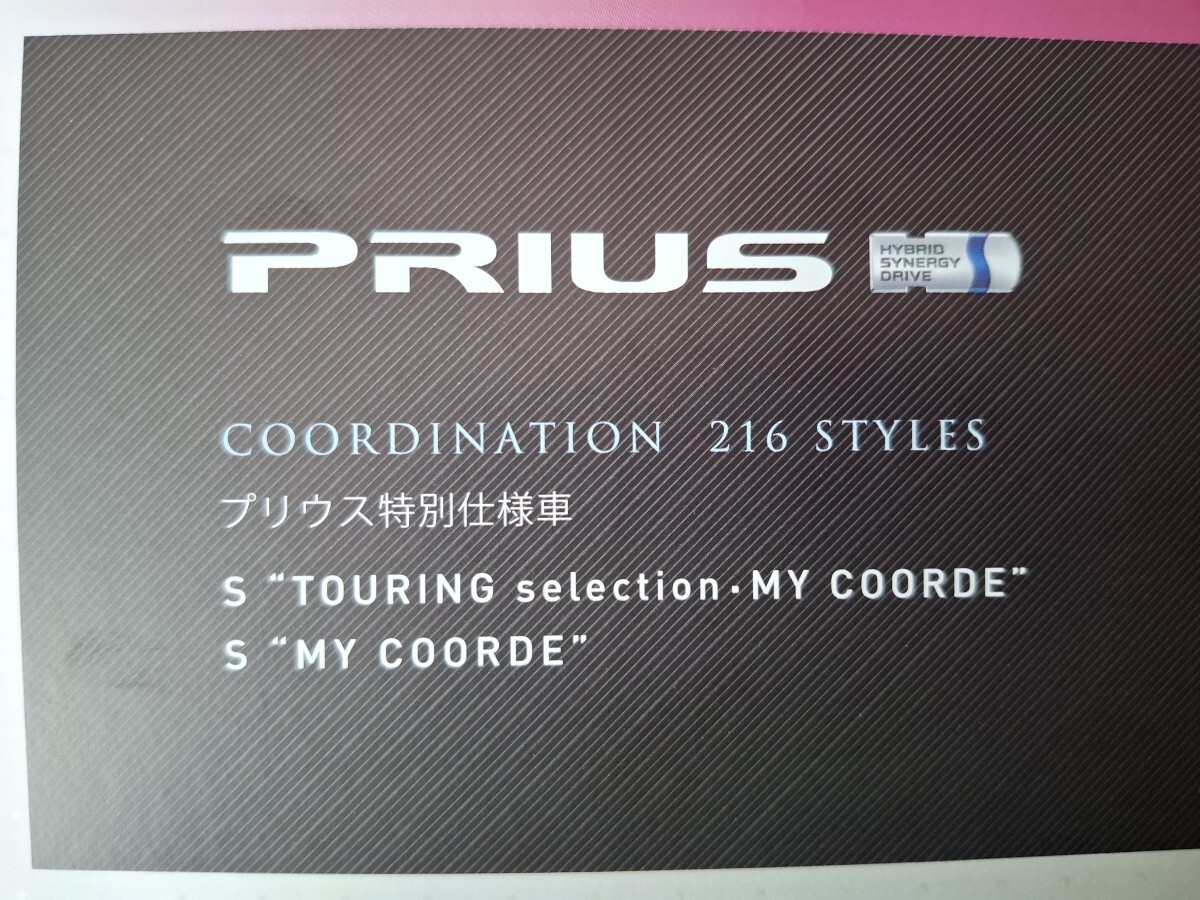 PRIUS
HYBRID
SYNERGY
DRIVE
COORDINATION 216 STYLES
プリウス特別仕様車
S “TOURING selection・MY COORDE”
S “MY COORDE”